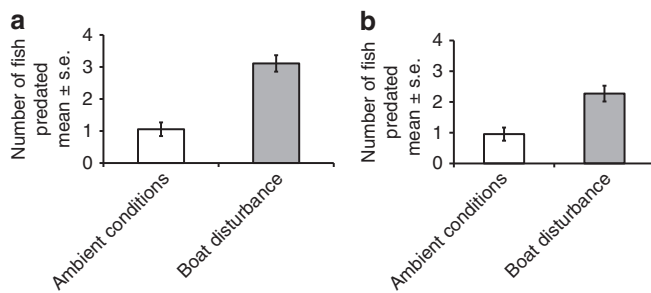 a
Number of fish
predated
mean ± s.e.
4
3
2
1
0
Ambient conditions
Boat disturbance
b
Number of fish
predated
mean ± s.e.
4
3
2
1
0
Ambient conditions
Boat disturbance